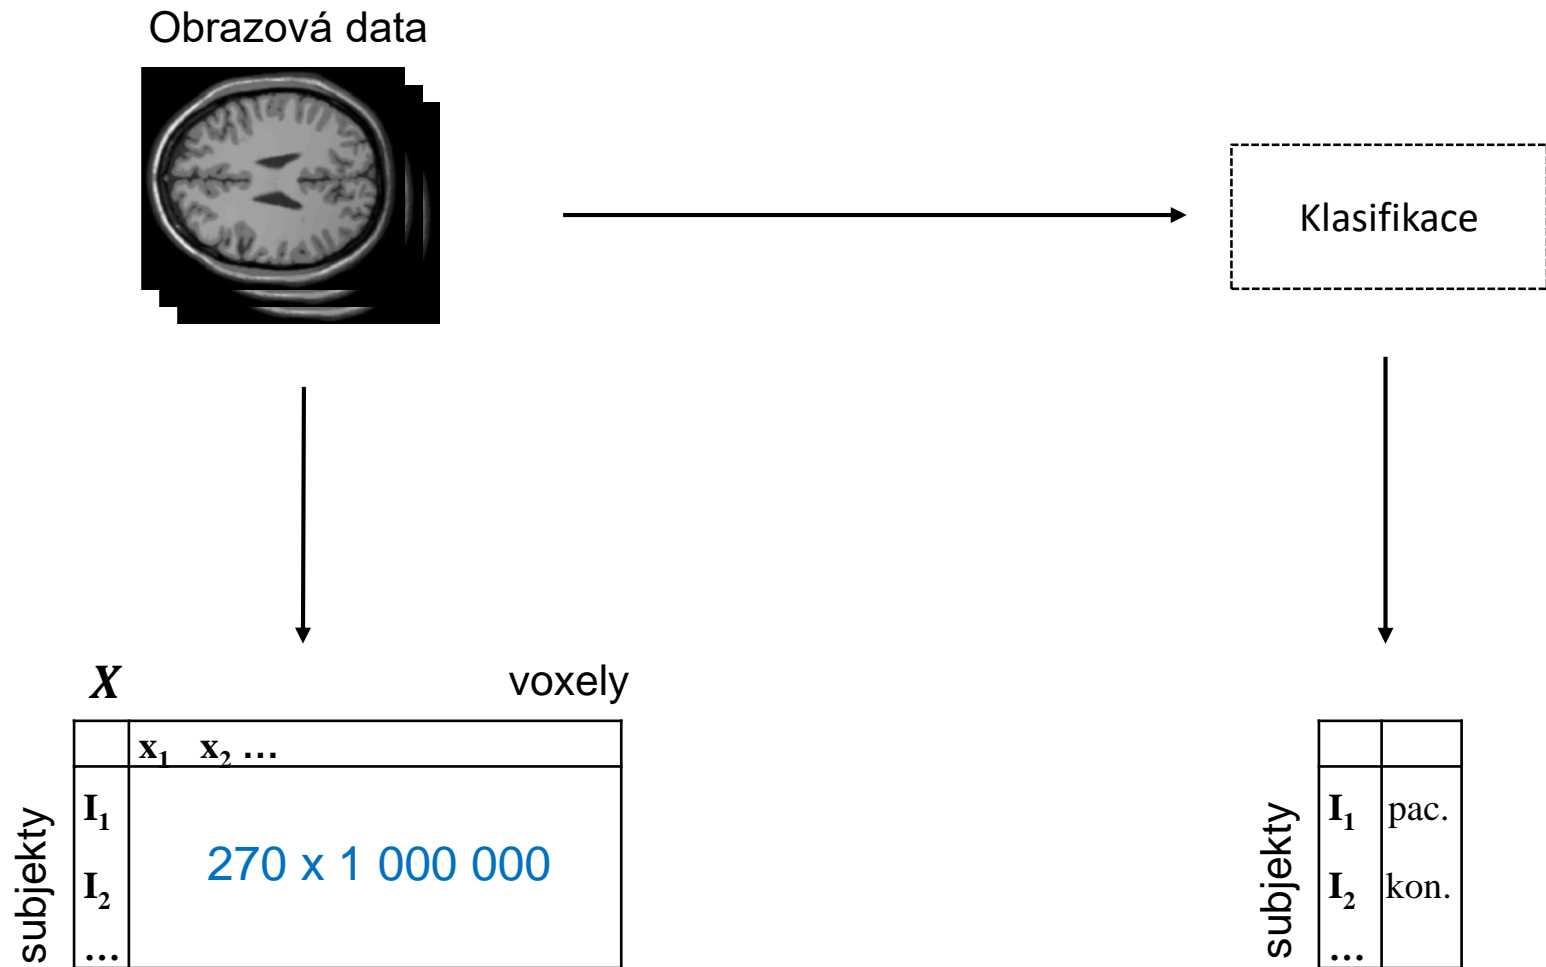 Obrazová data
Klasifikace
X voxely
x₁ x₂ ...
subjekty
I₁
270 x 1 000 000
I₂
...
subjekty
I₁ pac.
I₂ kon.
...